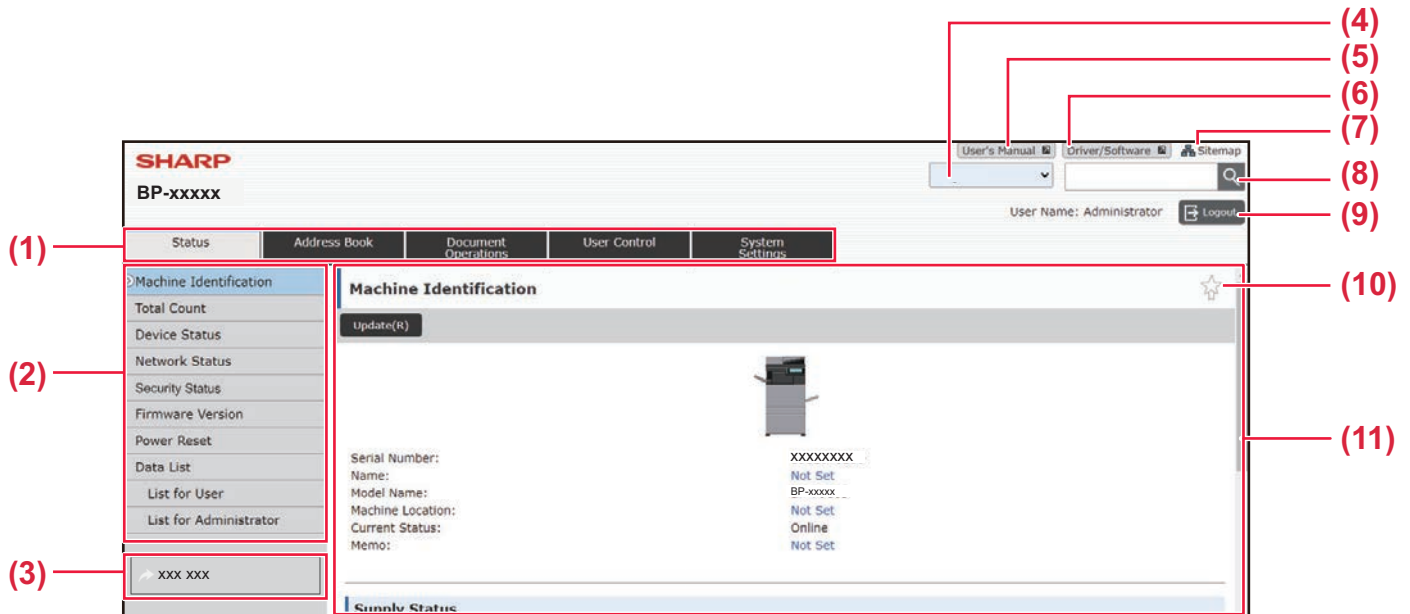 (4)
(5)
(6)
(7)
User's Manual Driver/Software Sitemap
SHARP
(8)
BP-xxxxx
User Name: Administrator Logout
(9)
(1)
Status Address Book Document Operations User Control System Settings
Machine Identification
Machine Identification
(10)
Total Count
Update(R)
Device Status
Network Status
(2)
Security Status
Firmware Version
Power Reset
(11)
Data List
List for User
List for Administrator
Serial Number: XXXXXXXX
Name: Not Set
Model Name: BP-xxxxx
Machine Location: Not Set
Current Status: Online
Memo: Not Set
(3)
xxx xxx
Supply Status